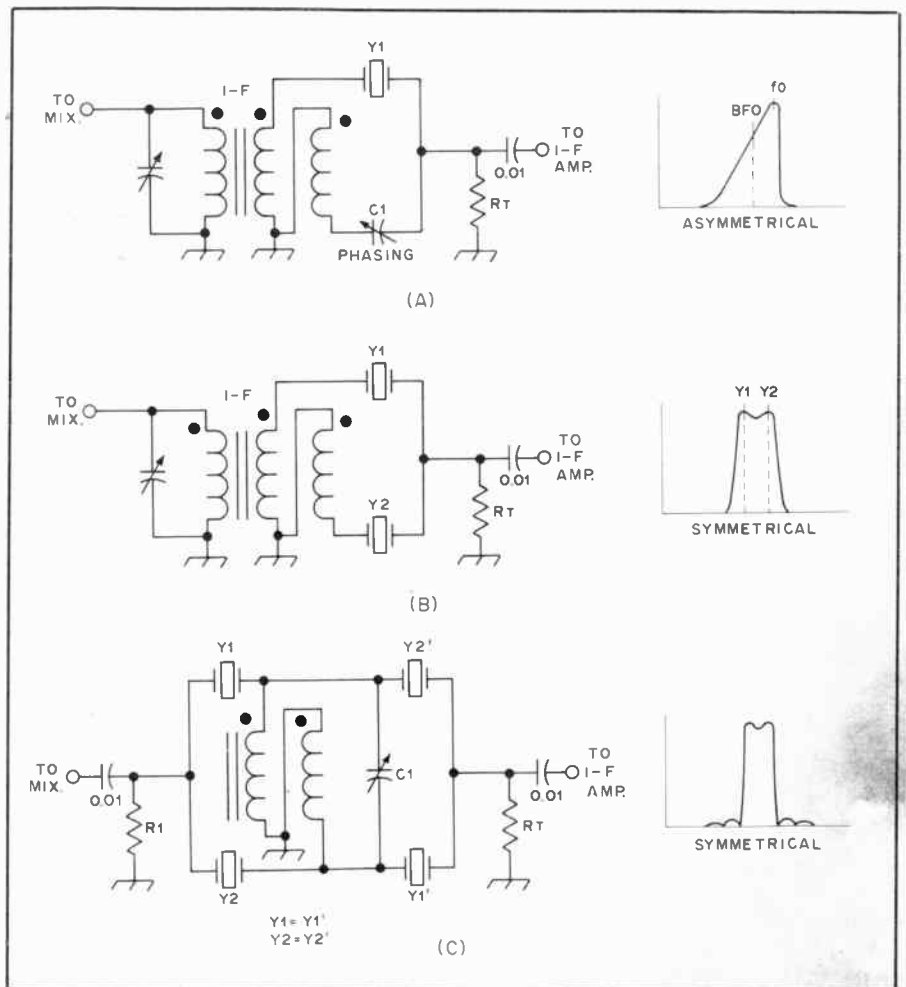 Y1
I-F
TO
MIX.
C1
PHASING
RT
0.01
TO
I-F
AMP.
BFO
fo
ASYMMETRICAL
(A)
Y1
I-F
TO
MIX.
Y2
RT
0.01
TO
I-F
AMP.
Y1 Y2
SYMMETRICAL
(B)
Y1
Y2'
TO
MIX.
0.01
R1
C1
Y2
Y1'
RT
0.01
TO
I-F
AMP.
SYMMETRICAL
Y1=Y1'
Y2=Y2'
(C)